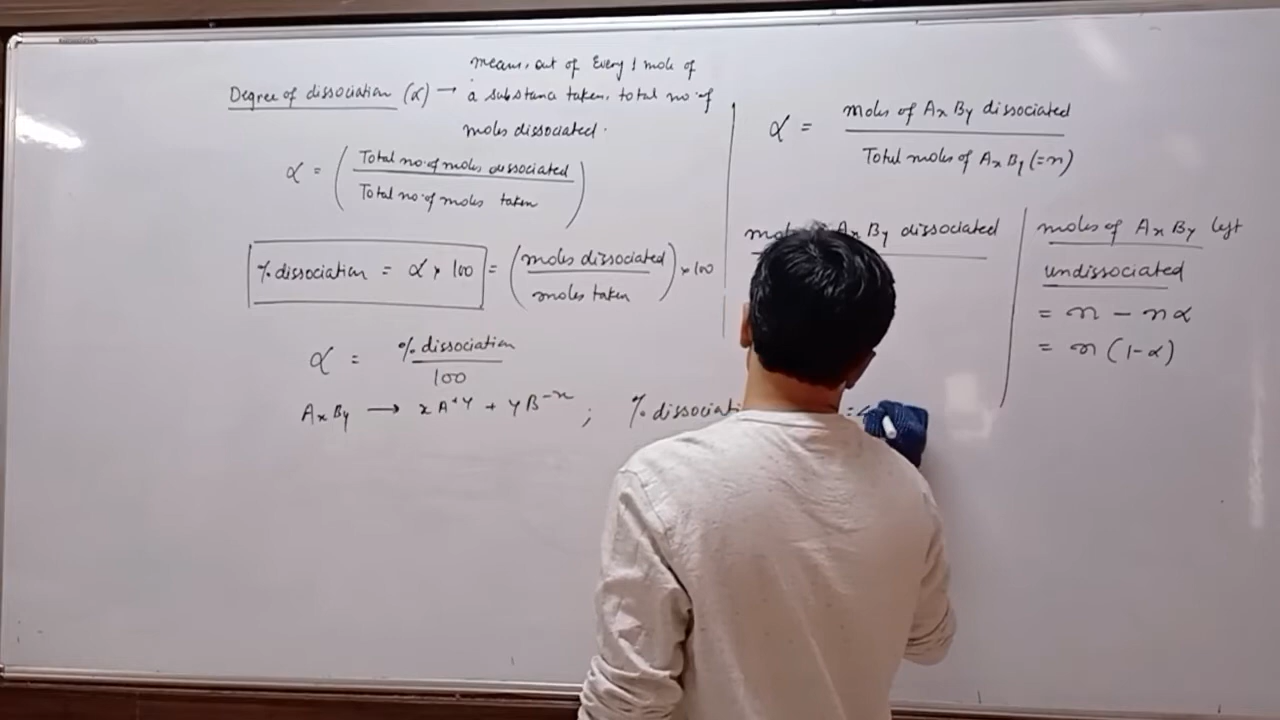 means, out of Every 1 mole of
Degree of dissociation (α) → a substance taken, total no. of
moles dissociated.
α = ( Total no. of moles dissociated
Total no. of moles taken )
% dissociation = α × 100 = ( moles dissociated
moles taken ) × 100
α = % dissociation
100
AxBy → xA+y + yB−x ; % dissociati
α = moles of AxBy dissociated
Total moles of AxBy (=n)
AxBy dissociated
moles of AxBy left
undissociated
= n − nα
= n (1-α)